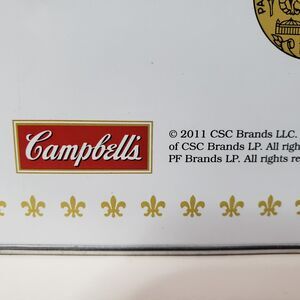 Campbell's
© 2011 CSC Brands LLC.
of CSC Brands LP. All righ
PF Brands LP. All rights re